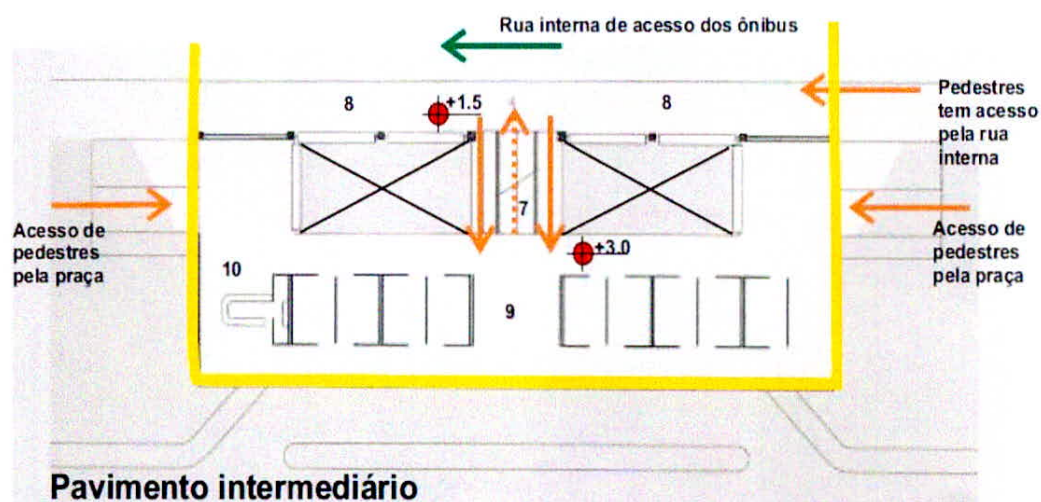 Rua interna de acesso dos ônibus
8
+1.5
8
Pedestres
tem acesso
pela rua
interna
7
Acesso de
pedestres
pela praça
+3.0
Acesso de
pedestres
pela praça
10
9
Pavimento intermediário